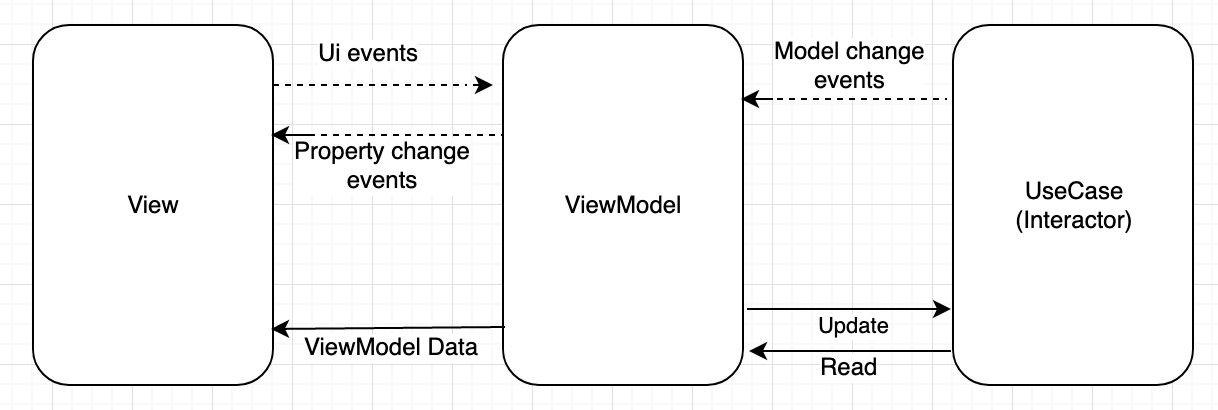 Ui events
Property change
events
View
ViewModel Data
ViewModel
Model change
events
Update
Read
UseCase
(Interactor)